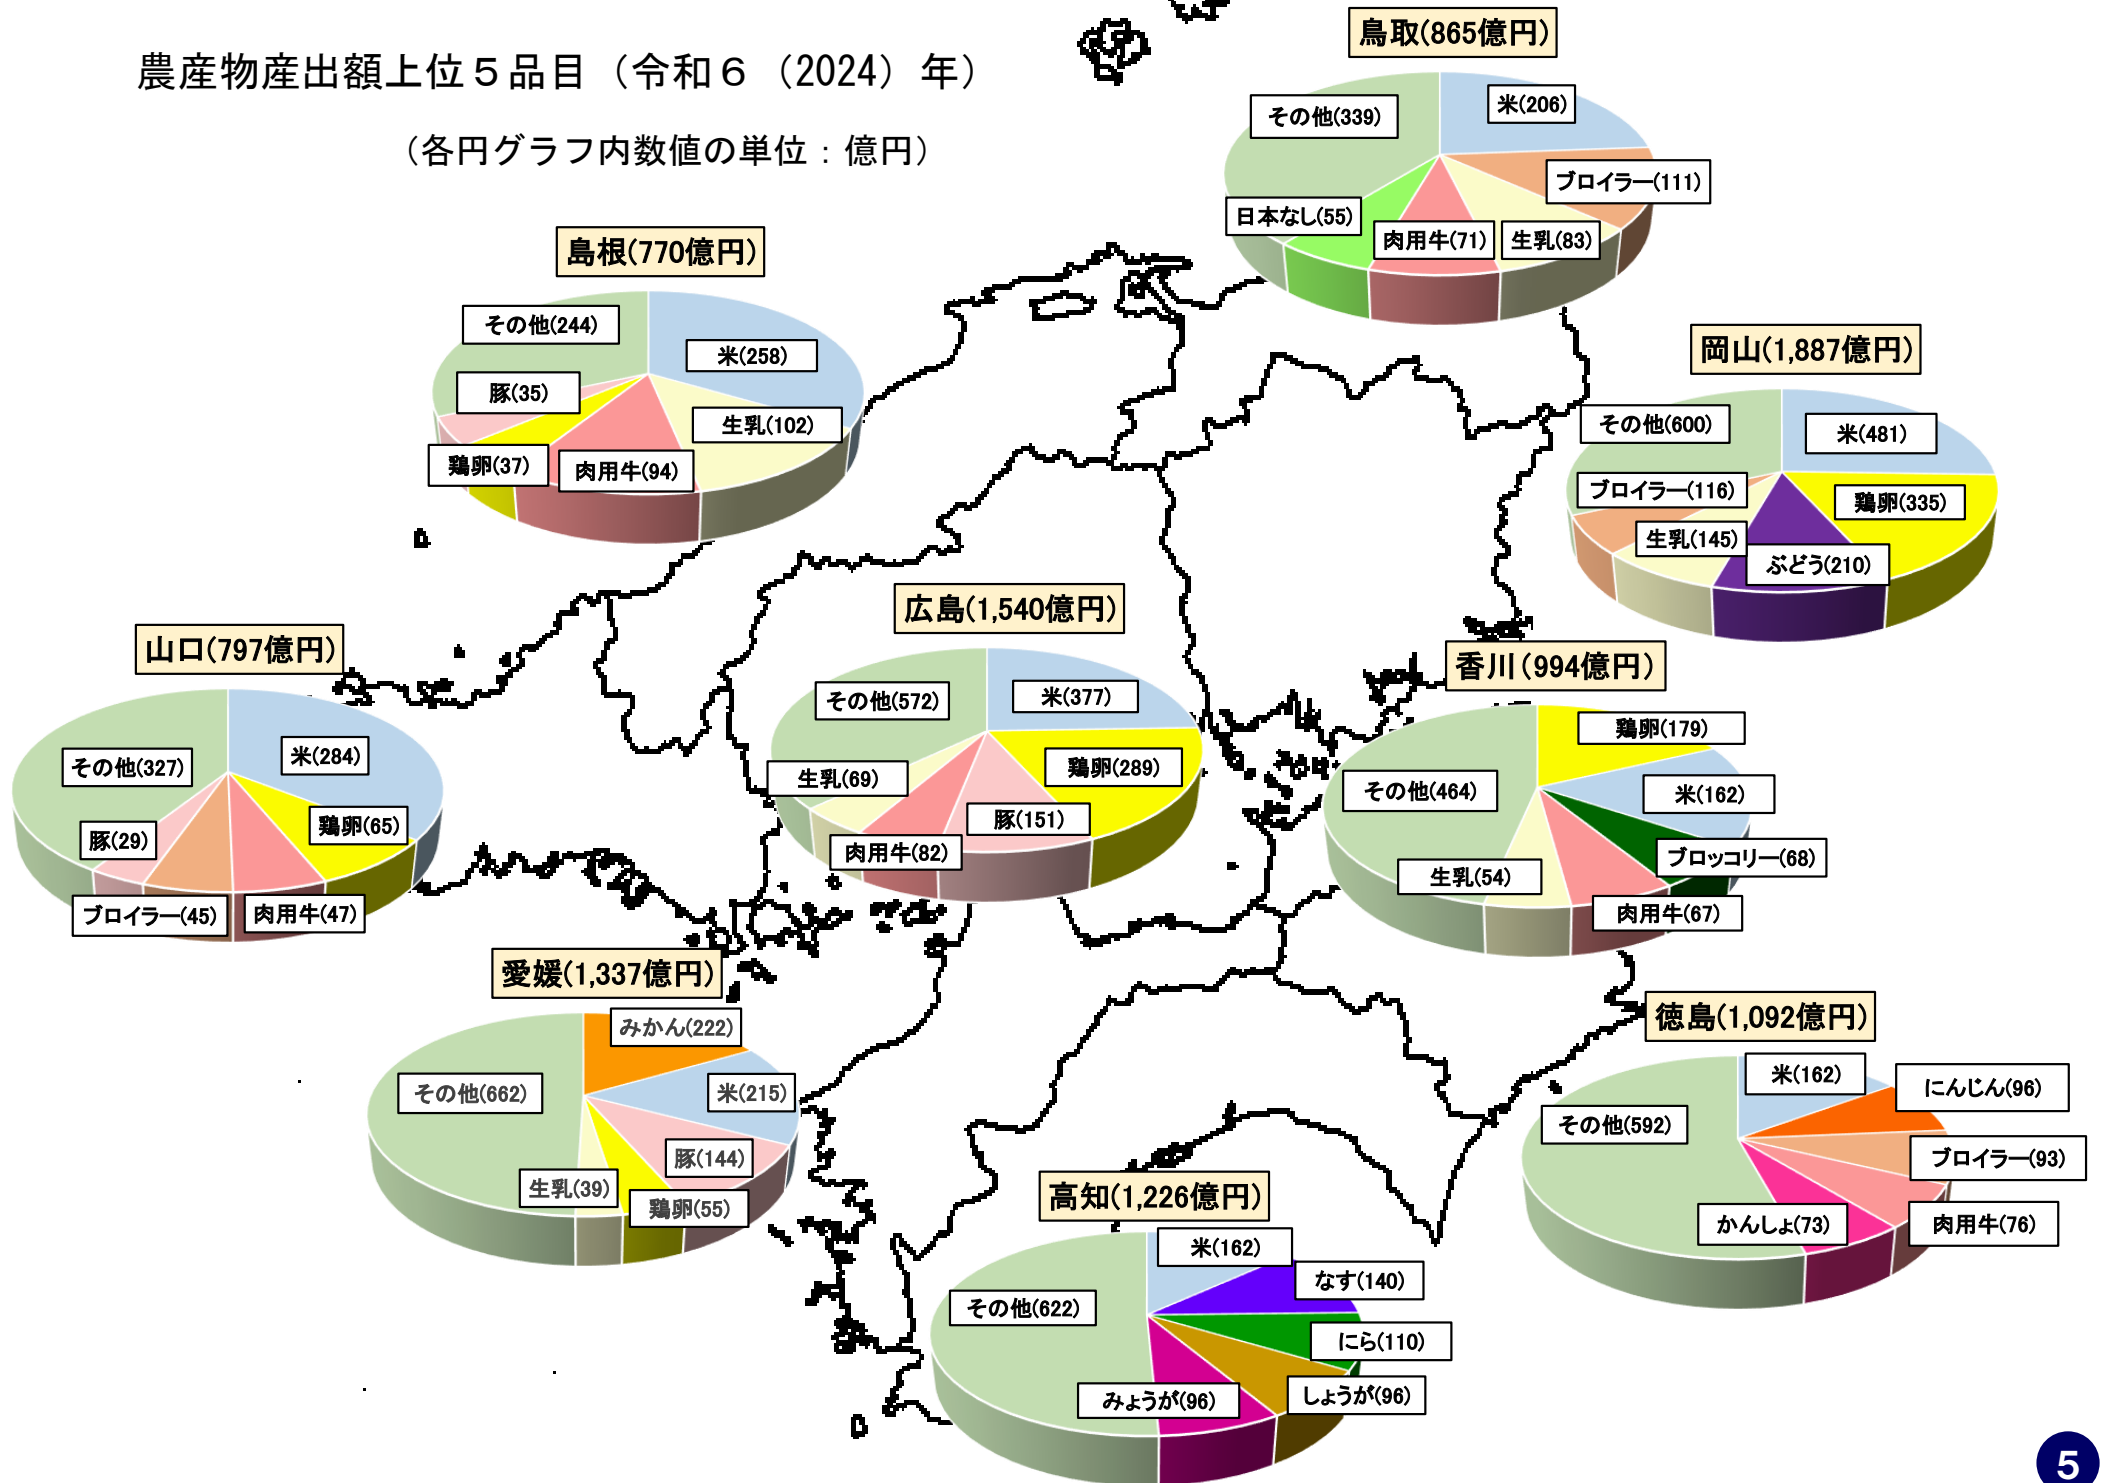 農産物産出額上位５品目（令和６（2024）年）
（各円グラフ内数値の単位：億円）
鳥取(865億円)
米(206)
ブロイラー(111)
生乳(83)
肉用牛(71)
日本なし(55)
その他(339)
島根(770億円)
米(258)
生乳(102)
肉用牛(94)
鶏卵(37)
豚(35)
その他(244)
岡山(1,887億円)
米(481)
鶏卵(335)
ぶどう(210)
生乳(145)
ブロイラー(116)
その他(600)
広島(1,540億円)
米(377)
鶏卵(289)
豚(151)
肉用牛(82)
生乳(69)
その他(572)
山口(797億円)
米(284)
鶏卵(65)
肉用牛(47)
ブロイラー(45)
豚(29)
その他(327)
香川(994億円)
鶏卵(179)
米(162)
ブロッコリー(68)
肉用牛(67)
生乳(54)
その他(464)
愛媛(1,337億円)
みかん(222)
米(215)
豚(144)
鶏卵(55)
生乳(39)
その他(662)
徳島(1,092億円)
米(162)
にんじん(96)
ブロイラー(93)
肉用牛(76)
かんしょ(73)
その他(592)
高知(1,226億円)
米(162)
なす(140)
にら(110)
しょうが(96)
みょうが(96)
その他(622)
5